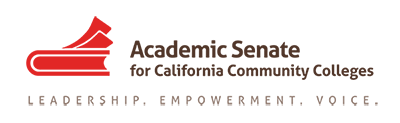 Academic Senate
for California Community Colleges
LEADERSHIP. EMPOWERMENT. VOICE.